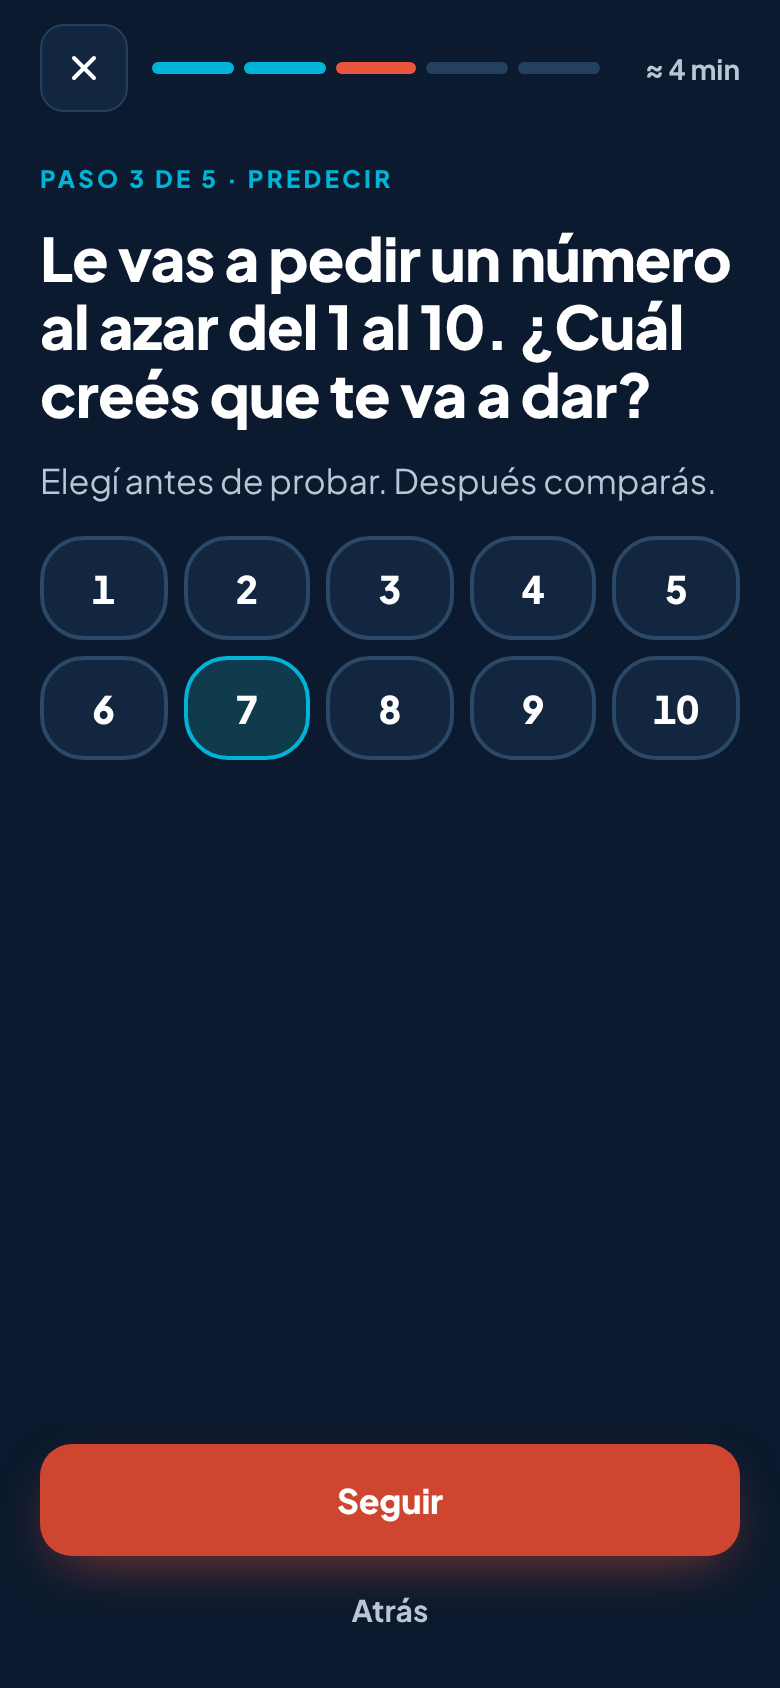 ≈ 4 min
PASO 3 DE 5 · PREDECIR
Le vas a pedir un número
al azar del 1 al 10. ¿Cuál
creés que te va a dar?
Elegí antes de probar. Después comparás.
1 2 3 4 5
6 7 8 9 10
Seguir
Atrás